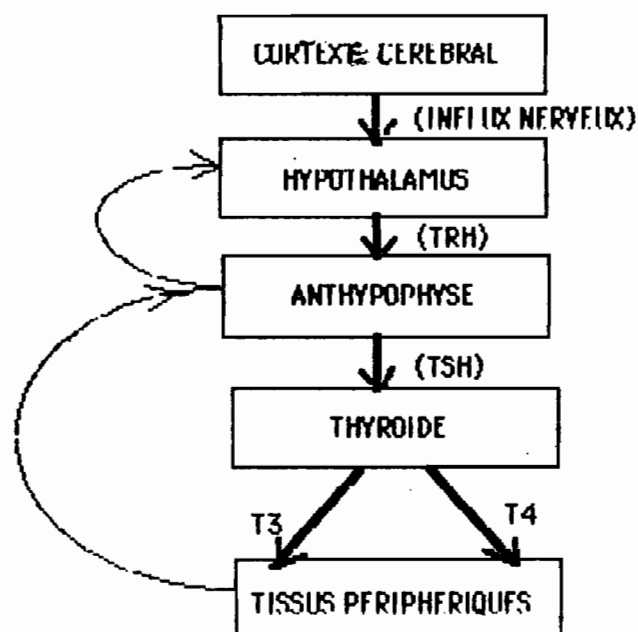 CORTEXE CEREBRAL
(INFLUX NERVEUX)
HYPOTHALAMUS
(TRH)
ANTHYPOPHYSE
(TSH)
THYROIDE
T3 T4
TISSUS PERIPHERIQUES